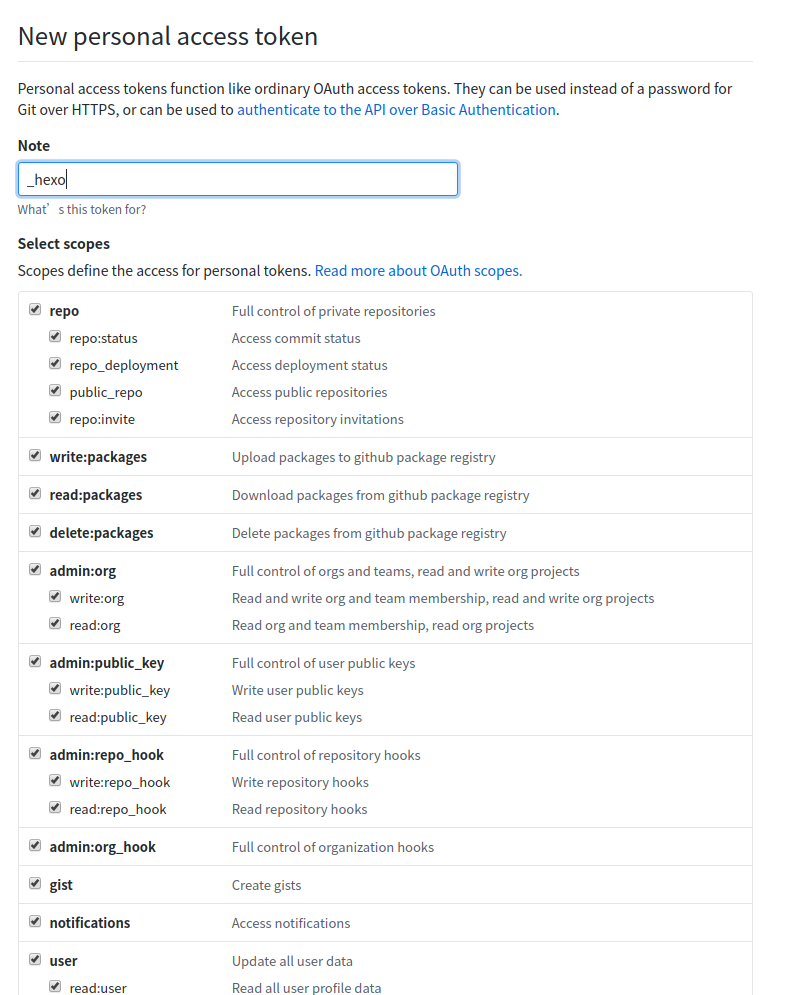 New personal access token
Personal access tokens function like ordinary OAuth access tokens. They can be used instead of a password for
Git over HTTPS, or can be used to authenticate to the API over Basic Authentication.
Note
_hexo
What’s this token for?
Select scopes
Scopes define the access for personal tokens. Read more about OAuth scopes.
repo Full control of private repositories
repo:status Access commit status
repo_deployment Access deployment status
public_repo Access public repositories
repo:invite Access repository invitations
write:packages Upload packages to github package registry
read:packages Download packages from github package registry
delete:packages Delete packages from github package registry
admin:org Full control of orgs and teams, read and write org projects
write:org Read and write org and team membership, read and write org projects
read:org Read org and team membership, read org projects
admin:public_key Full control of user public keys
write:public_key Write user public keys
read:public_key Read user public keys
admin:repo_hook Full control of repository hooks
write:repo_hook Write repository hooks
read:repo_hook Read repository hooks
admin:org_hook Full control of organization hooks
gist Create gists
notifications Access notifications
user Update all user data
read:user Read all user profile data